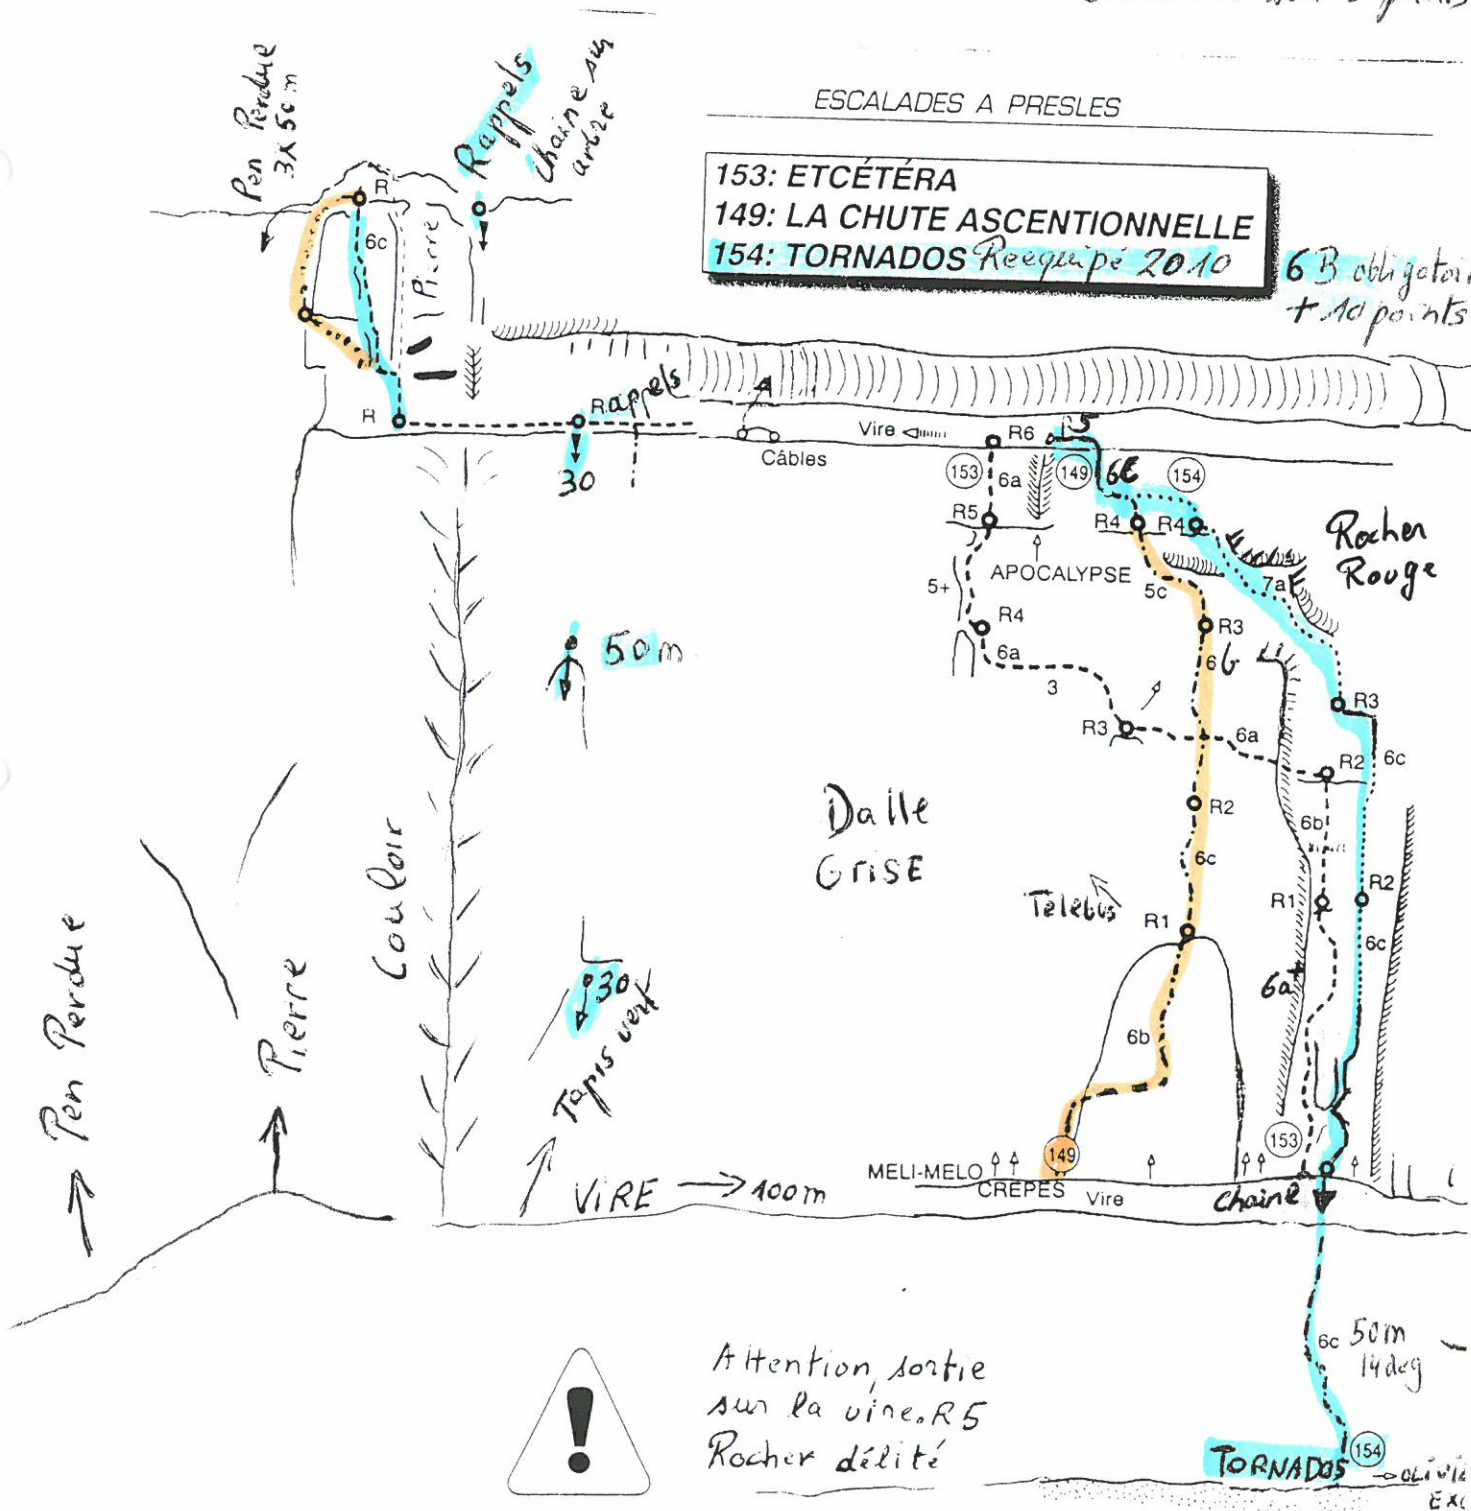 Pen Perdue
3x50m
Rappels
chaine sur
arbre
ESCALADES A PRESLES
153: ETCÉTÉRA
149: LA CHUTE ASCENTIONNELLE
154: TORNADOS Reequipé 2010
6B
+ 10 points
R
6c
Pierre
R
Rappels
30
Câbles
Vire
R6
R5
153
6a
149
6c
154
R5
R4
R4
APOCALYPSE
Rocher
Rouge
5+
5c
7a
R4
R3
50m
6a
6b
3
R3
R3
6a
R2
6c
Dalle
GRISE
R2
6b
6c
Telebus
R1
R1
R2
6c
Couloir
Pen Perdue
Pierre
30
Tapis vert
6a+
6b
153
149
MELI-MELO
CREPES
Vire
chaine
VIRE
100m
6c
50m
14deg
Attention, sortie
sur la vire. R5
Rocher délité
TORNADOS
154